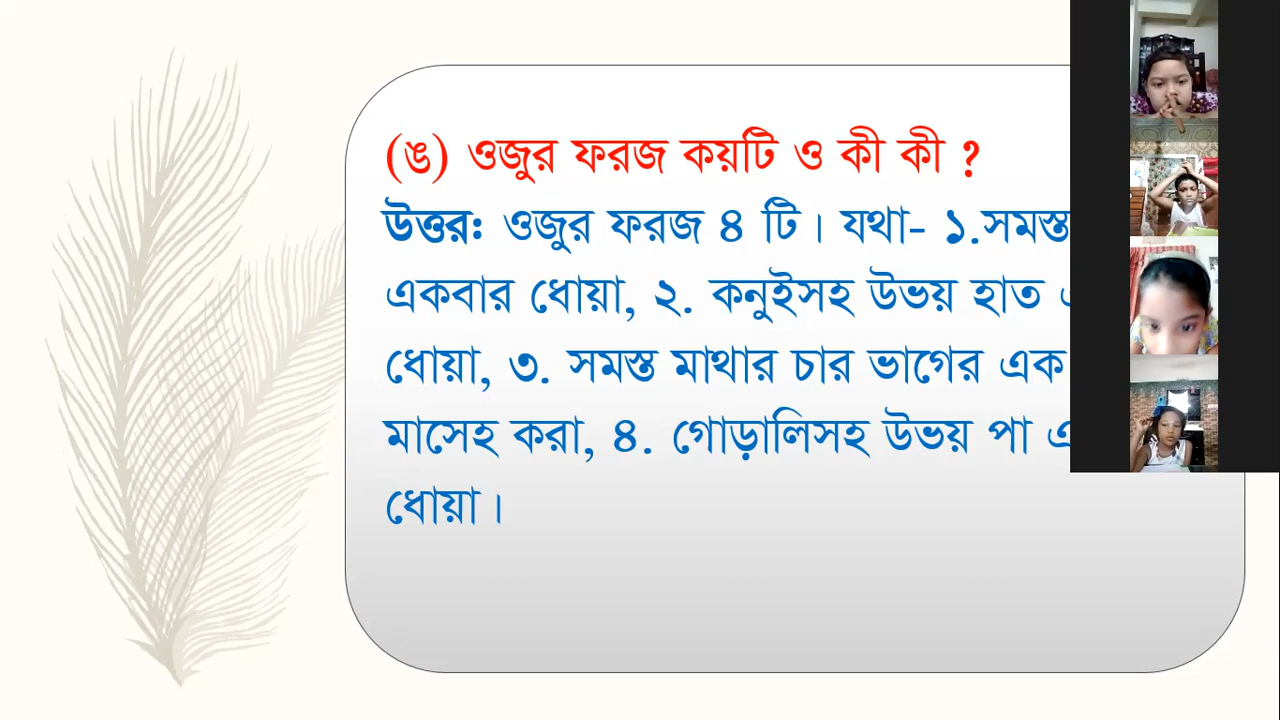 (ঙ) ওজুর ফরজ কয়টি ও কী কী ?
উত্তর: ওজুর ফরজ ৪ টি। যথা- ১.সমস্ত
একবার ধোয়া, ২. কনুইসহ উভয় হাত
ধোয়া, ৩. সমস্ত মাথার চার ভাগের এক
মাসেহ করা, ৪. গোড়ালিসহ উভয় পা
ধোয়া।